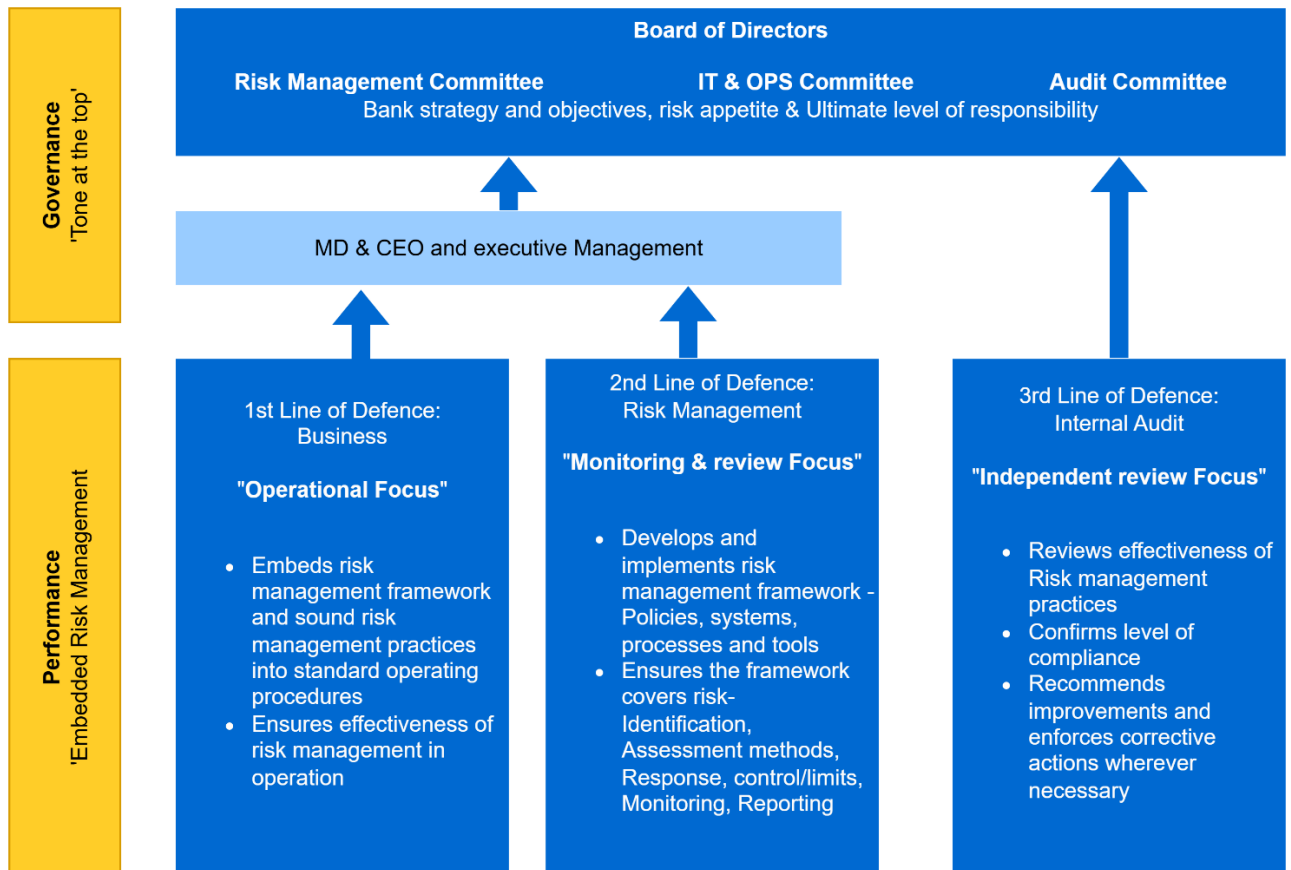 Governance
'Tone at the top'
Board of Directors
Risk Management Committee IT & OPS Committee Audit Committee
Bank strategy and objectives, risk appetite & Ultimate level of responsibility
MD & CEO and executive Management
Performance
'Embedded Risk Management
1st Line of Defence:
Business
"Operational Focus"
• Embeds risk
management framework
and sound risk
management practices
into standard operating
procedures
• Ensures effectiveness of
risk management in
operation
2nd Line of Defence:
Risk Management
"Monitoring & review Focus"
• Develops and
implements risk
management framework -
Policies, systems,
processes and tools
• Ensures the framework
covers risk-
Identification,
Assessment methods,
Response, control/limits,
Monitoring, Reporting
3rd Line of Defence:
Internal Audit
"Independent review Focus"
• Reviews effectiveness of
Risk management
practices
• Confirms level of
compliance
• Recommends
improvements and
enforces corrective
actions wherever
necessary